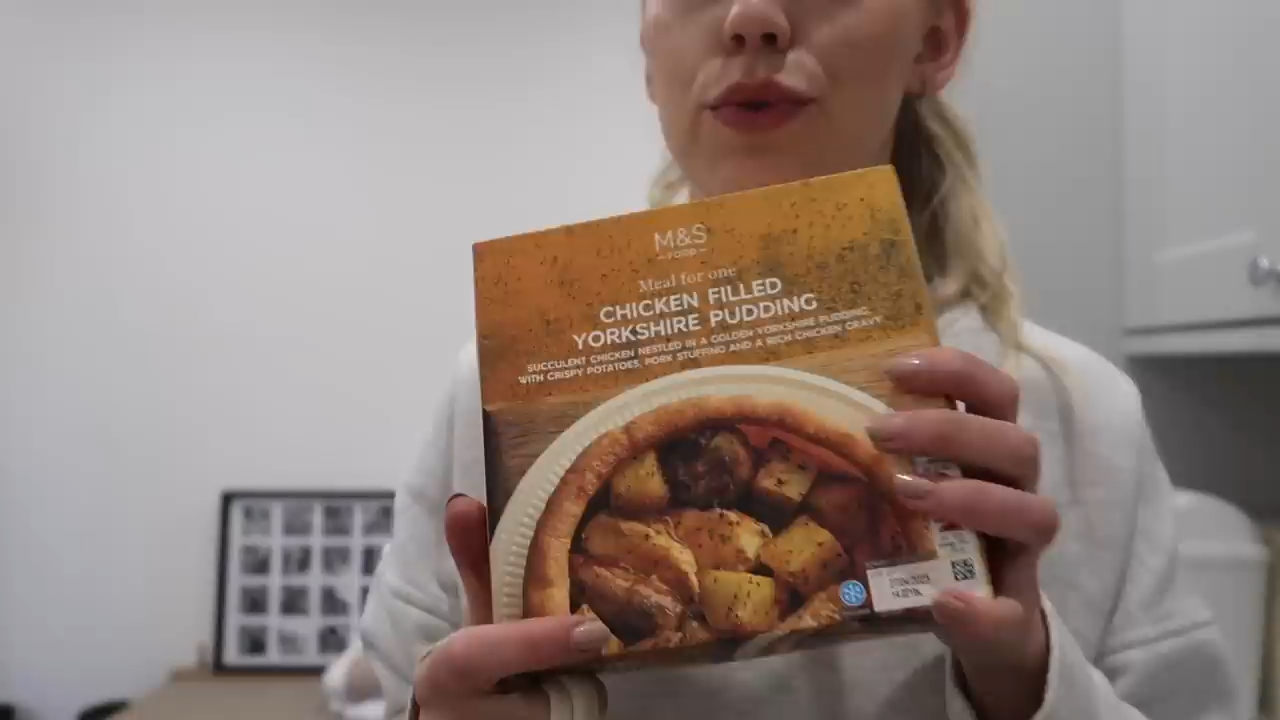 M&S
FOOD
Meal for one
CHICKEN FILLED
YORKSHIRE PUDDING
SUCCULENT CHICKEN NESTLED IN A GOLDEN YORKSHIRE PUDDING,
WITH CRISPY POTATOES, PORK STUFFING AND A RICH CHICKEN GRAVY